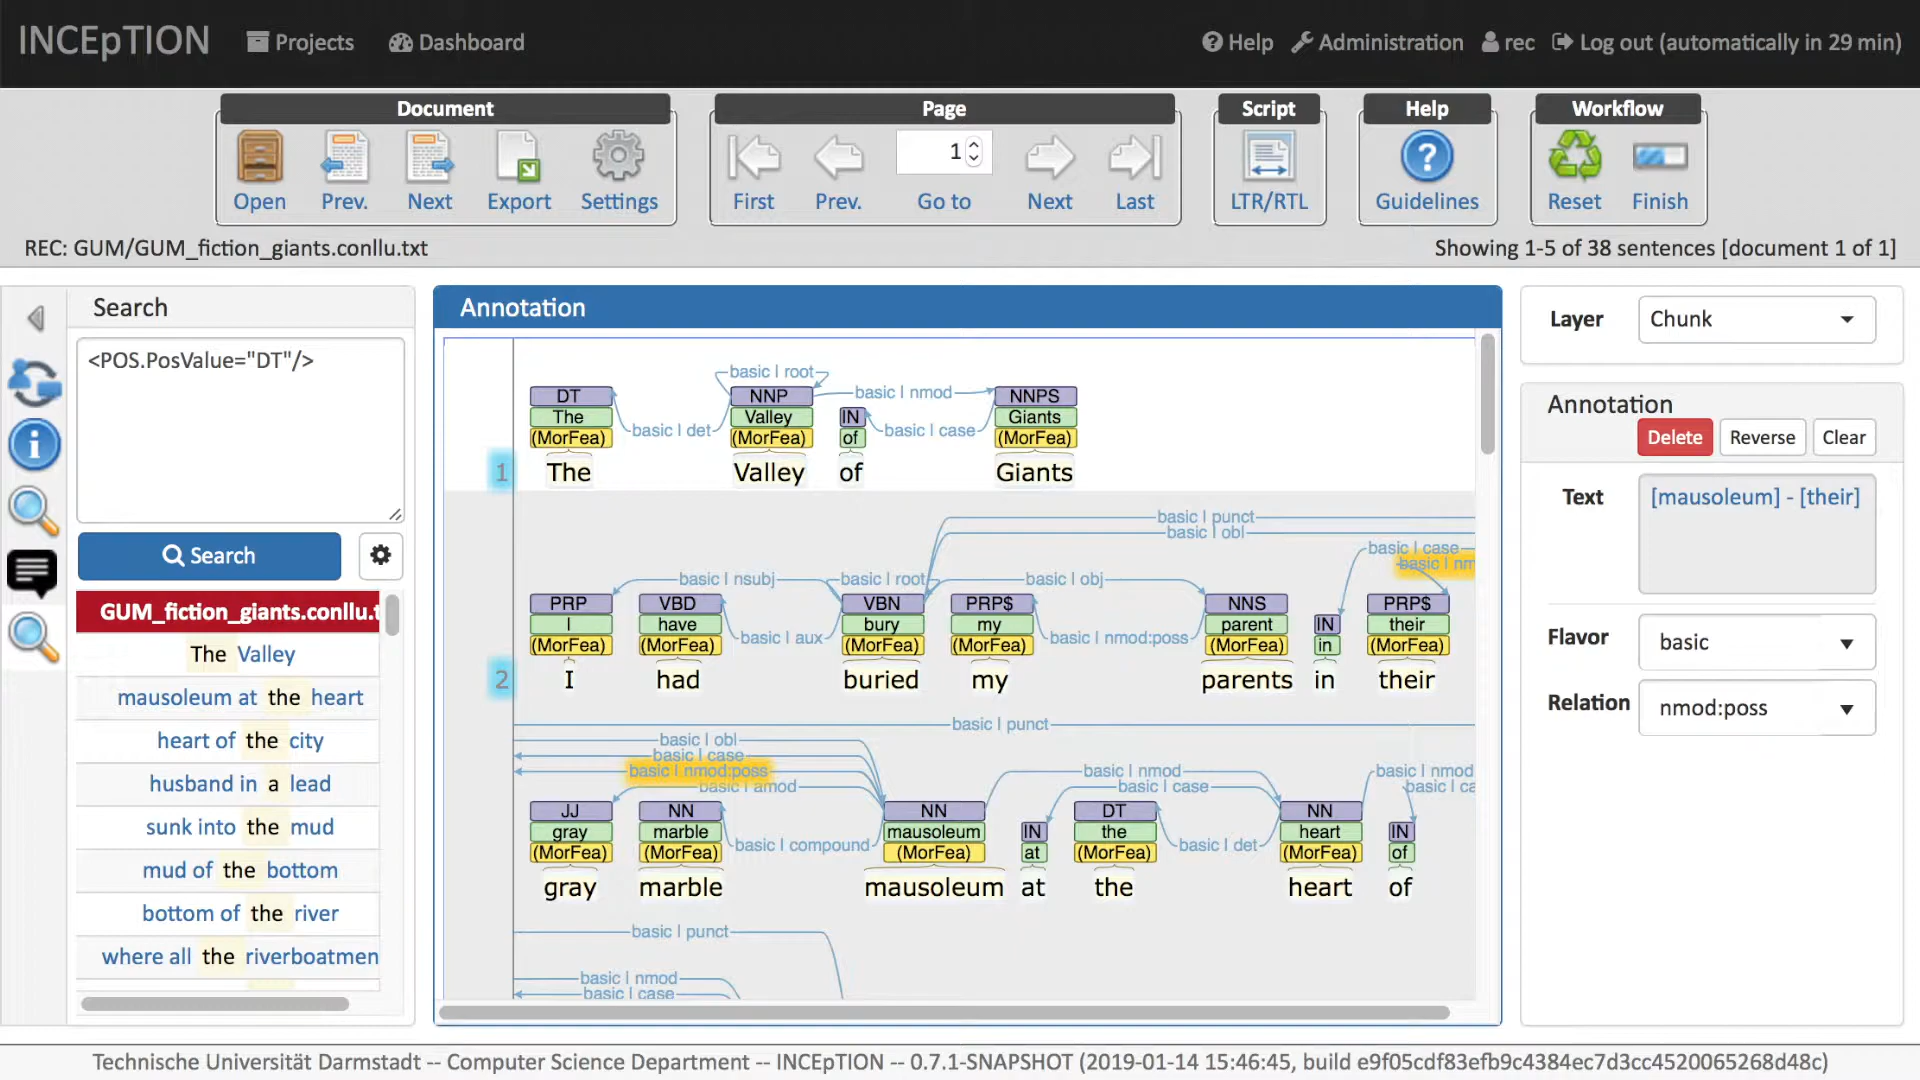 INCEpTION Projects Dashboard Help Administration rec Log out (automatically in 29 min)
Document Page Script Help Workflow
1
Open Prev. Next Export Settings First Prev. Go to Next Last LTR/RTL Guidelines Reset Finish
REC: GUM/GUM_fiction_giants.conllu.txt Showing 1-5 of 38 sentences [document 1 of 1]
Search
<POS.PosValue="DT"/>
Search
GUM_fiction_giants.conllu.t
The Valley
mausoleum at the heart
heart of the city
husband in a lead
sunk into the mud
mud of the bottom
bottom of the river
where all the riverboatmen
Annotation
basic | root
basic | nmod
DT NNP NNPS
The Valley IN Giants
basic | det basic | case
(MorFea) (MorFea) of (MorFea)
1 The Valley of Giants
basic | punct
basic | obl
basic | case
basic | nm
basic | nsubj basic | root basic | obj
PRP VBD VBN PRP$ NNS PRP$
I have bury my parent IN their
basic | aux basic | nmod:poss
(MorFea) (MorFea) (MorFea) (MorFea) (MorFea) in (MorFea)
2 I had buried my parents in their
basic | punct
basic | obl
basic | case
basic | nmod:poss basic | nmod basic | nmod
basic | amod basic | case basic | ca
JJ NN NN DT NN
gray marble mausoleum IN the heart IN
basic | compound basic | det
(MorFea) (MorFea) (MorFea) at (MorFea) (MorFea) of
gray marble mausoleum at the heart of
basic | punct
basic | nmod
basic | case
Layer Chunk
Annotation
Delete Reverse Clear
Text [mausoleum] - [their]
Flavor basic
Relation nmod:poss
Technische Universität Darmstadt -- Computer Science Department -- INCEpTION -- 0.7.1-SNAPSHOT (2019-01-14 15:46:45, build e9f05cdf83efb9c4384ec7d3cc4520065268d48c)